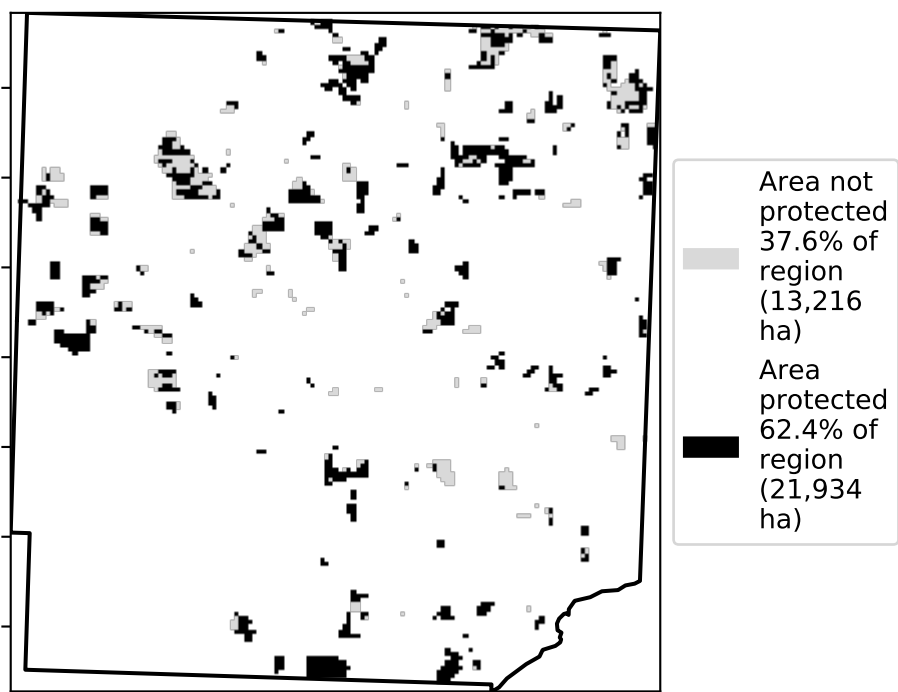 Area not
protected
37.6% of
region
(13,216
ha)
Area
protected
62.4% of
region
(21,934
ha)